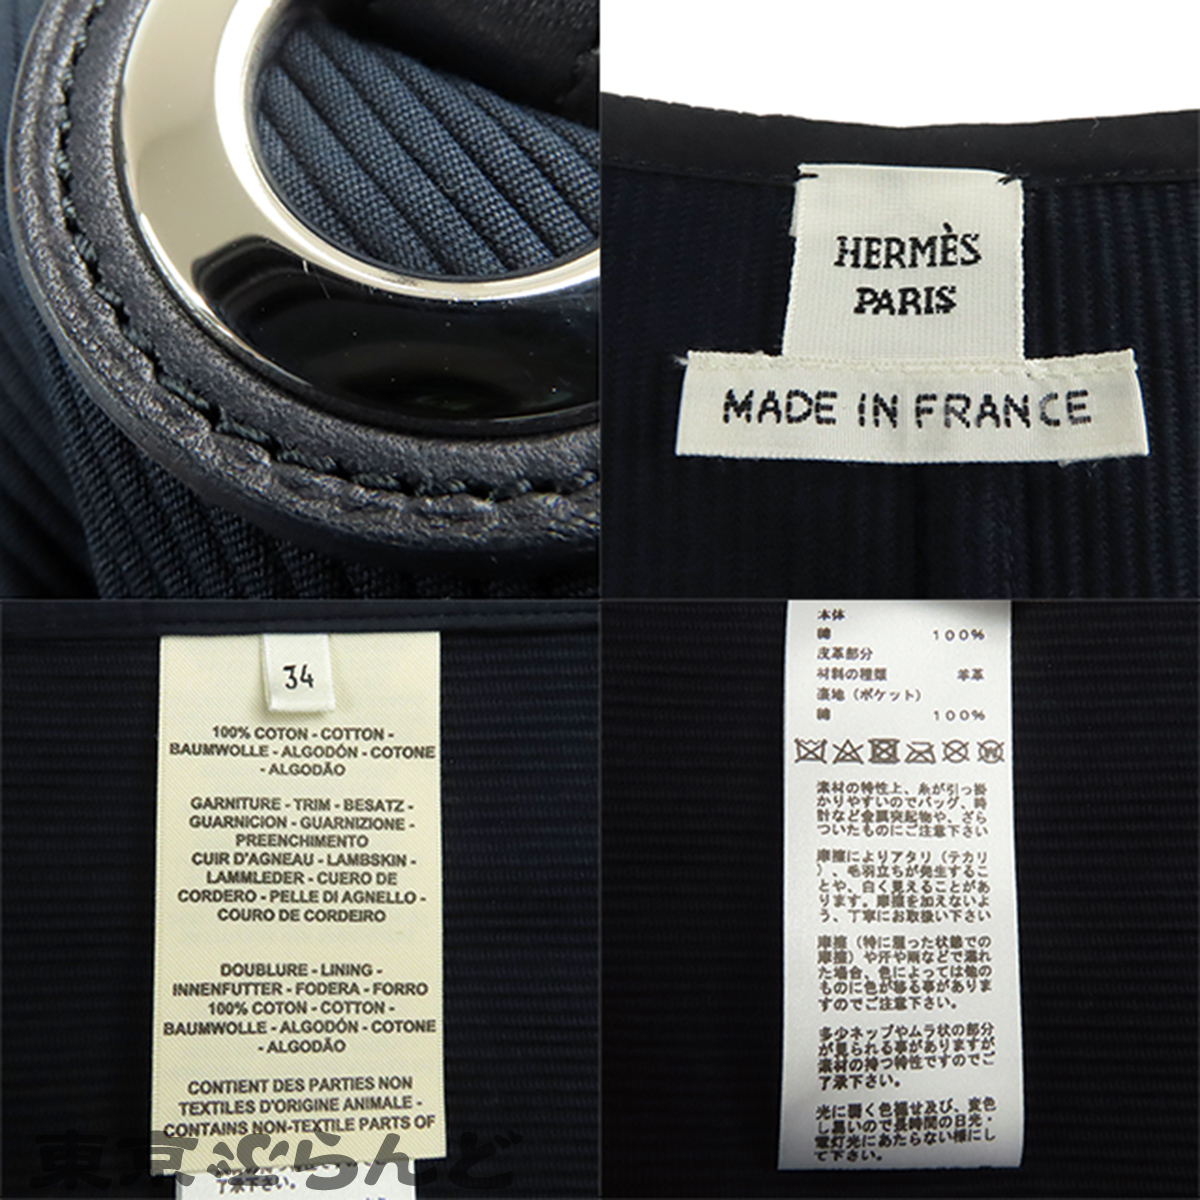 HERMÈS
PARIS
MADE IN FRANCE
34
100% COTON - COTTON -
BAUMWOLLE - ALGODÓN - COTONE
- ALGODÃO
GARNITURE - TRIM - BESATZ -
GUARNICION - GUARNIZIONE -
PREENCHIMENTO
CUIR D'AGNEAU - LAMBSKIN -
LAMMLEDER - CUERO DE
CORDERO - PELLE DI AGNELLO -
COURO DE CORDEIRO
DOUBLURE - LINING -
INNENFUTTER - FODERA - FORRO
100% COTON - COTTON -
BAUMWOLLE - ALGODÓN - COTONE
- ALGODÃO
CONTIENT DES PARTIES NON
TEXTILES D'ORIGINE ANIMALE -
CONTAINS NON-TEXTILE PARTS OF
了承下さい。
東京ぶらんど
本体
綿 100%
皮革部分
材料の種類 羊革
裏地（ポケット）
綿 100%
素材の特性上、糸が引っ掛
かりやすいのでバッグ、時
計など金属突起物や、ざら
ついたものにご注意下さい
摩擦によりアタリ（テカリ
）、毛羽立ちが発生するこ
とや、白く見えることがあ
ります。摩擦を加えないよ
う、丁寧にお取扱い下さい
摩擦（特に湿った状態での
摩擦）や汗や雨などで濡れ
た場合、色によっては他の
ものに色が移る事がありま
すのでご注意下さい。
多少ネップやムラ状の部分
が見られる事がありますが
素材の持つ特性ですのでご
了承下さい。
光に弱く色褪せ及び、変色
し易いので長時間の日光・
電灯光にあたらない様にし
て下さい。